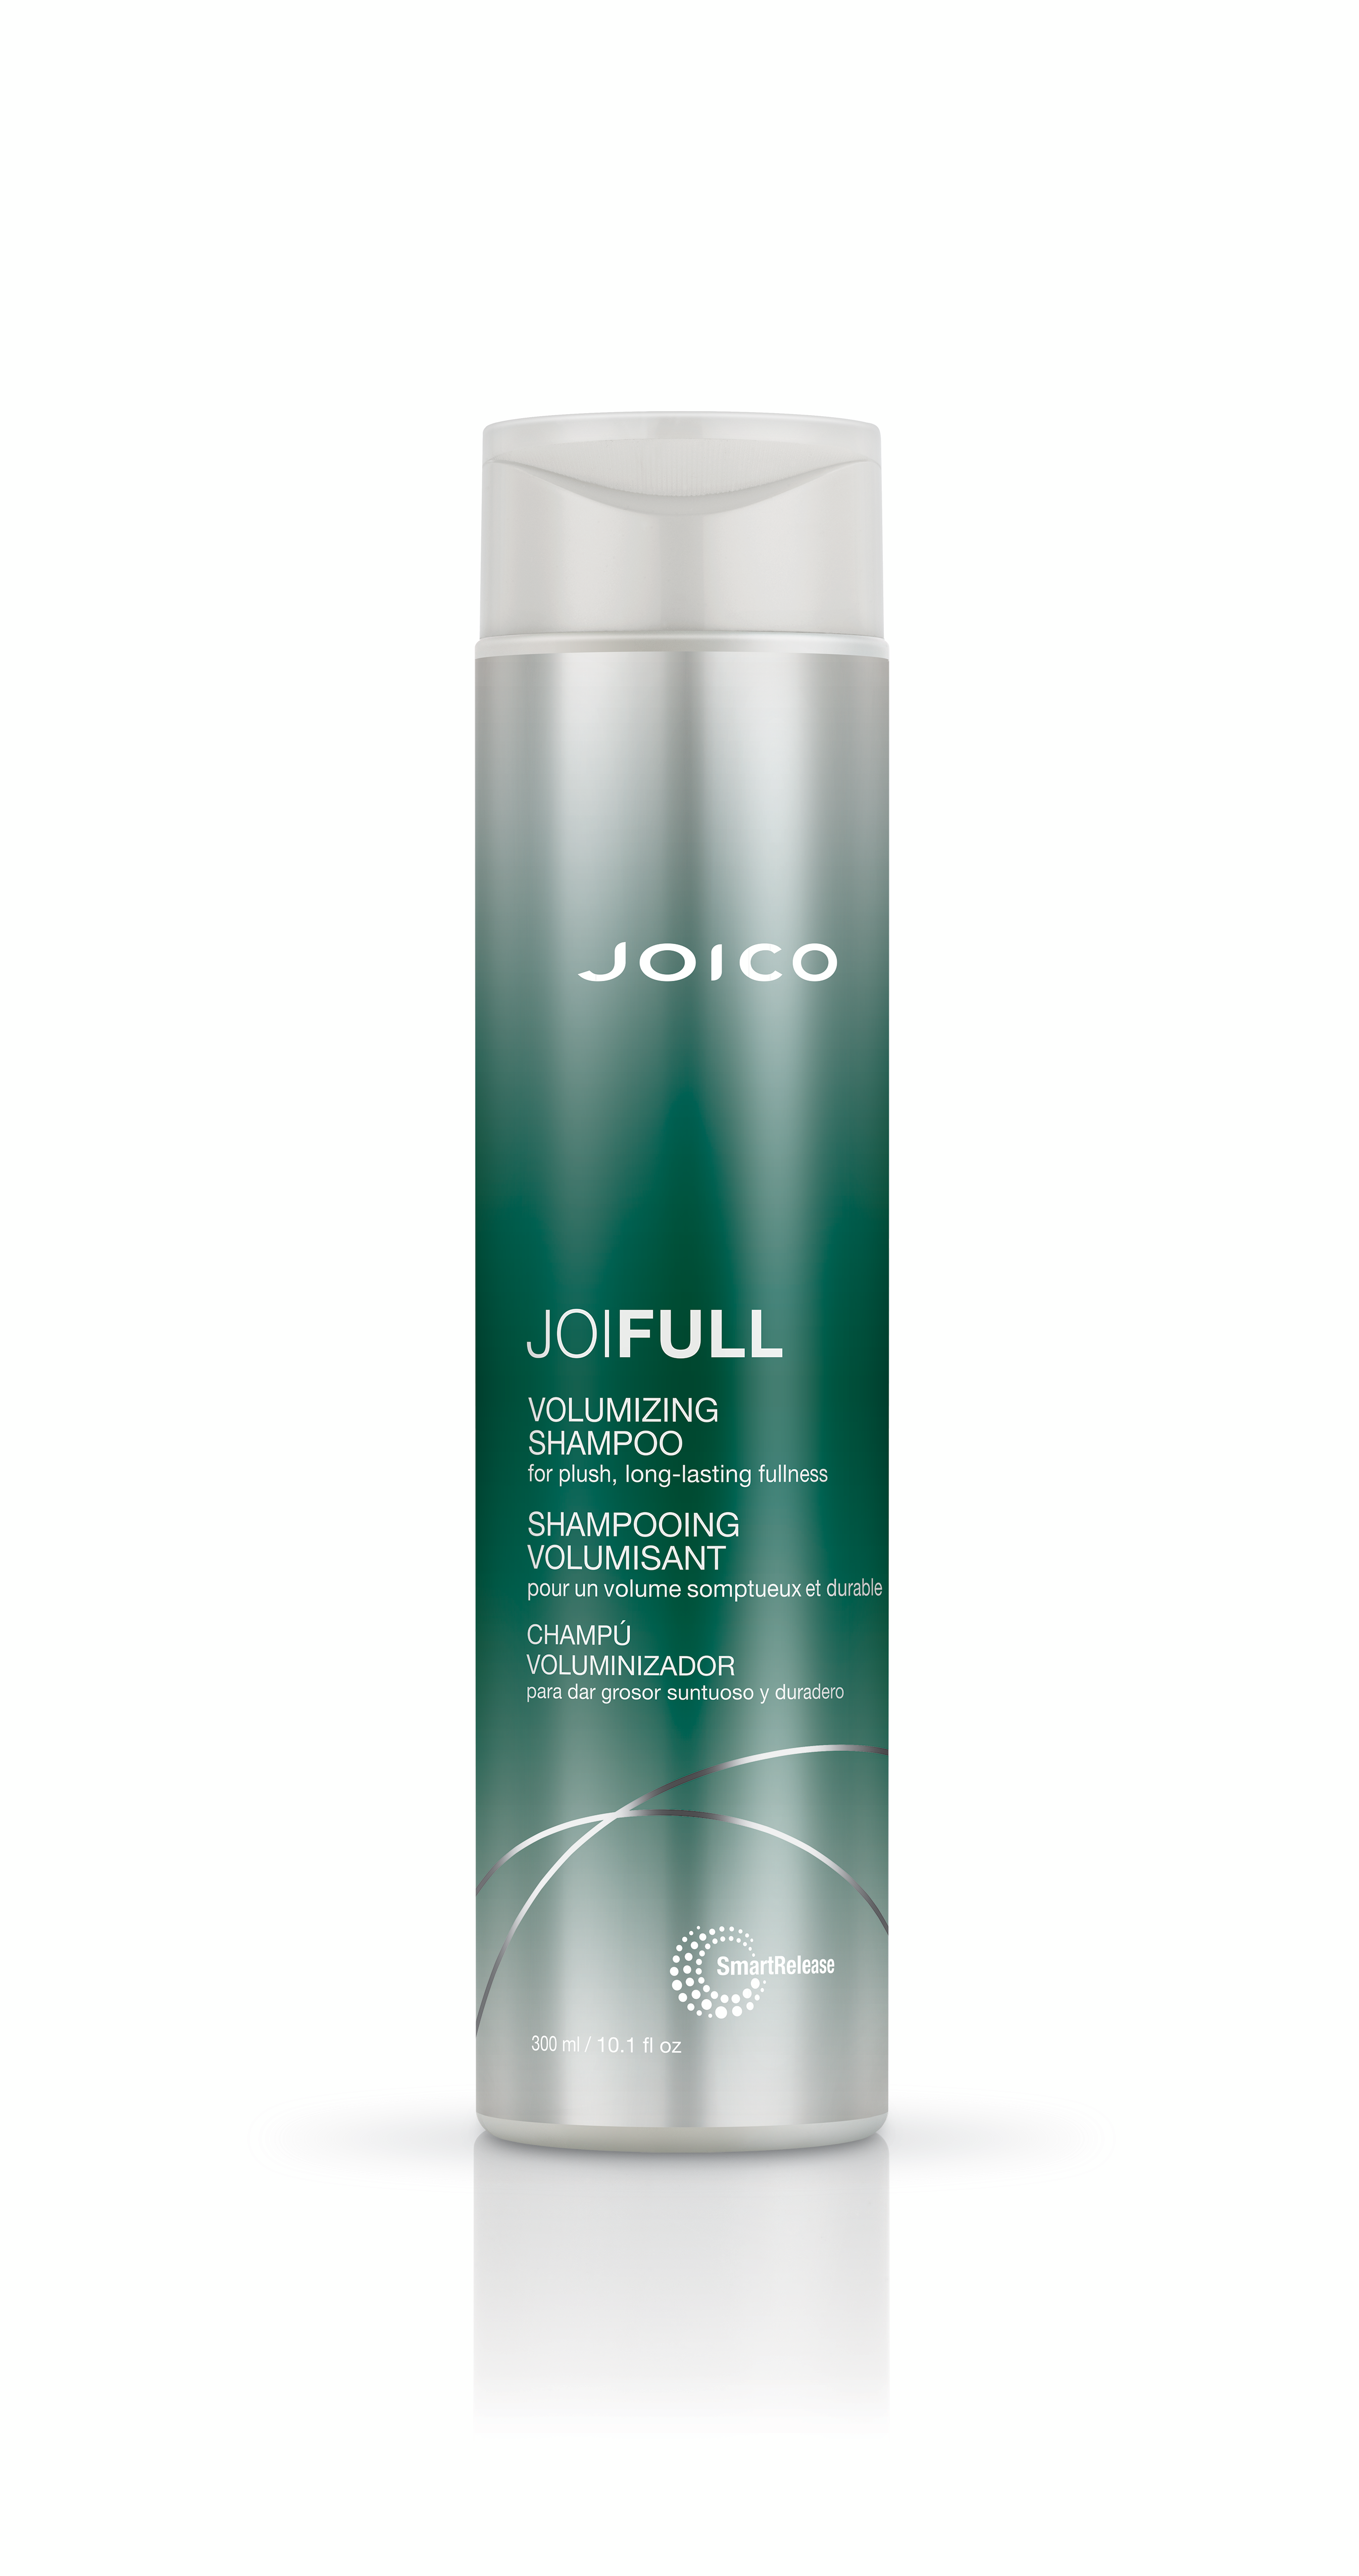 JOICO
JOIFULL
VOLUMIZING
SHAMPOO
for plush, long-lasting fullness
SHAMPOOING
VOLUMISANT
pour un volume somptueux et durable
CHAMPÚ
VOLUMINIZADOR
para dar grosor suntuoso y duradero
SmartRelease
300 ml / 10.1 fl oz